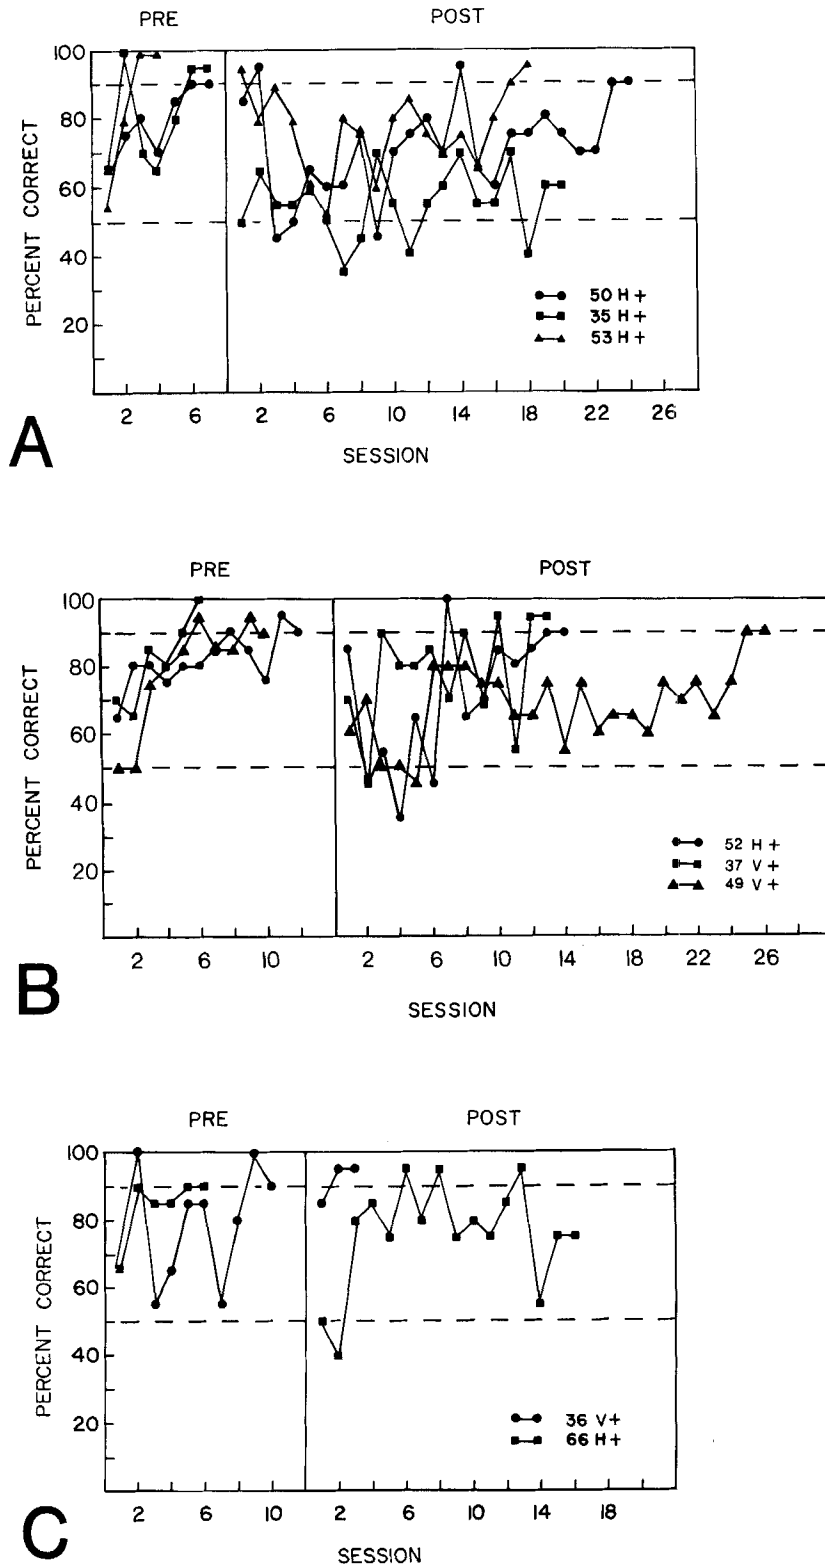 PRE POST
100
80
60
40
20
PERCENT CORRECT
50 H+
35 H+
53 H+
2 6 2 6 10 14 18 22 26
SESSION
A
PRE POST
100
80
60
40
20
PERCENT CORRECT
52 H+
37 V+
49 V+
2 6 10 2 6 10 14 18 22 26
SESSION
B
PRE POST
100
80
60
40
20
PERCENT CORRECT
36 V+
66 H+
2 6 10 2 6 10 14 18
SESSION
C